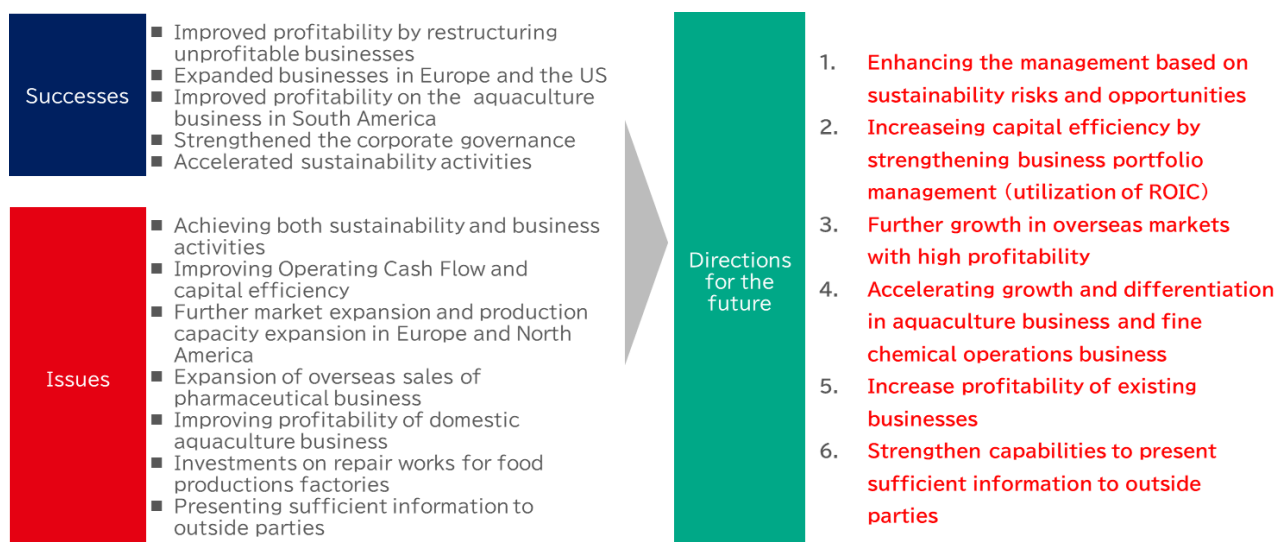 Successes
■ Improved profitability by restructuring
unprofitable businesses
■ Expanded businesses in Europe and the US
■ Improved profitability on the aquaculture
business in South America
■ Strengthened the corporate governance
■ Accelerated sustainability activities
Issues
■ Achieving both sustainability and business
activities
■ Improving Operating Cash Flow and
capital efficiency
■ Further market expansion and production
capacity expansion in Europe and North
America
■ Expansion of overseas sales of
pharmaceutical business
■ Improving profitability of domestic
aquaculture business
■ Investments on repair works for food
productions factories
■ Presenting sufficient information to
outside parties
Directions
for the
future
1. Enhancing the management based on
sustainability risks and opportunities
2. Increaseing capital efficiency by
strengthening business portfolio
management（utilization of ROIC）
3. Further growth in overseas markets
with high profitability
4. Accelerating growth and differentiation
in aquaculture business and fine
chemical operations business
5. Increase profitability of existing
businesses
6. Strengthen capabilities to present
sufficient information to outside
parties